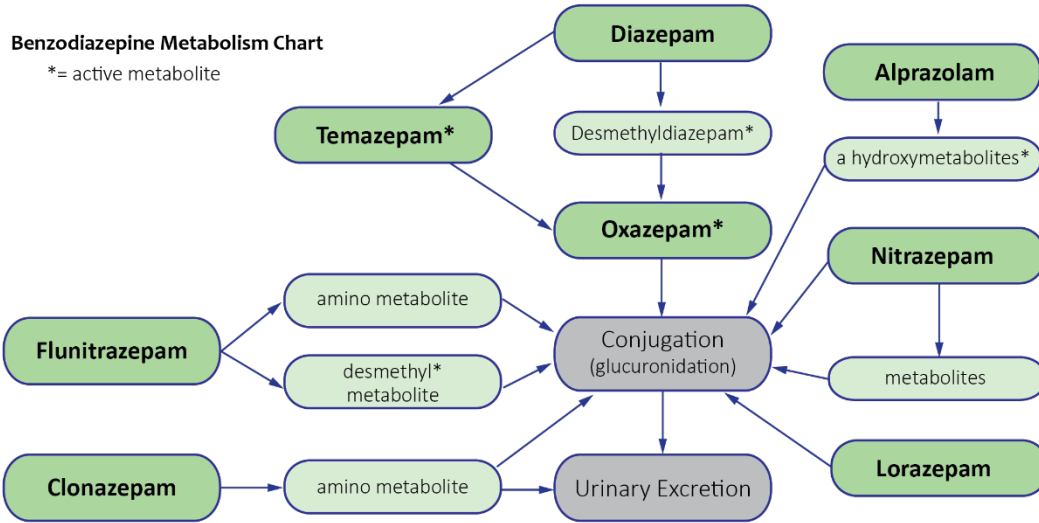 Benzodiazepine Metabolism Chart
*= active metabolite
Diazepam
Alprazolam
Temazepam*
Desmethyldiazepam*
a hydroxymetabolites*
Oxazepam*
Nitrazepam
amino metabolite
Flunitrazepam
Conjugation
(glucuronidation)
desmethyl*
metabolite
metabolites
Clonazepam
amino metabolite
Urinary Excretion
Lorazepam